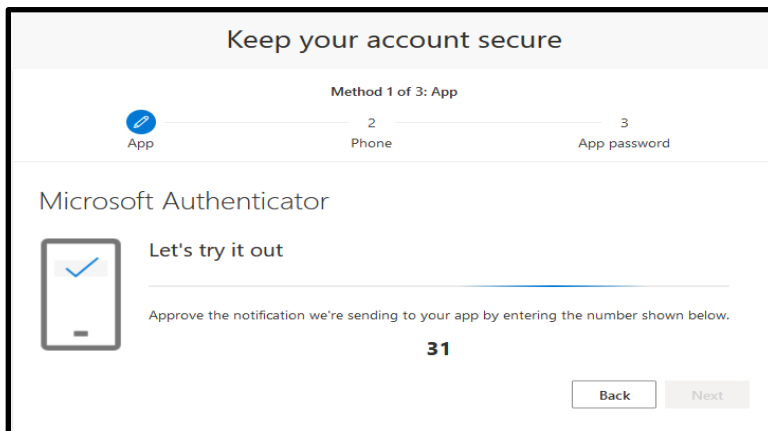 Keep your account secure
Method 1 of 3: App
2
3
App
Phone
App password
Microsoft Authenticator
Let's try it out
Approve the notification we're sending to your app by entering the number shown below.
31
Back
Next